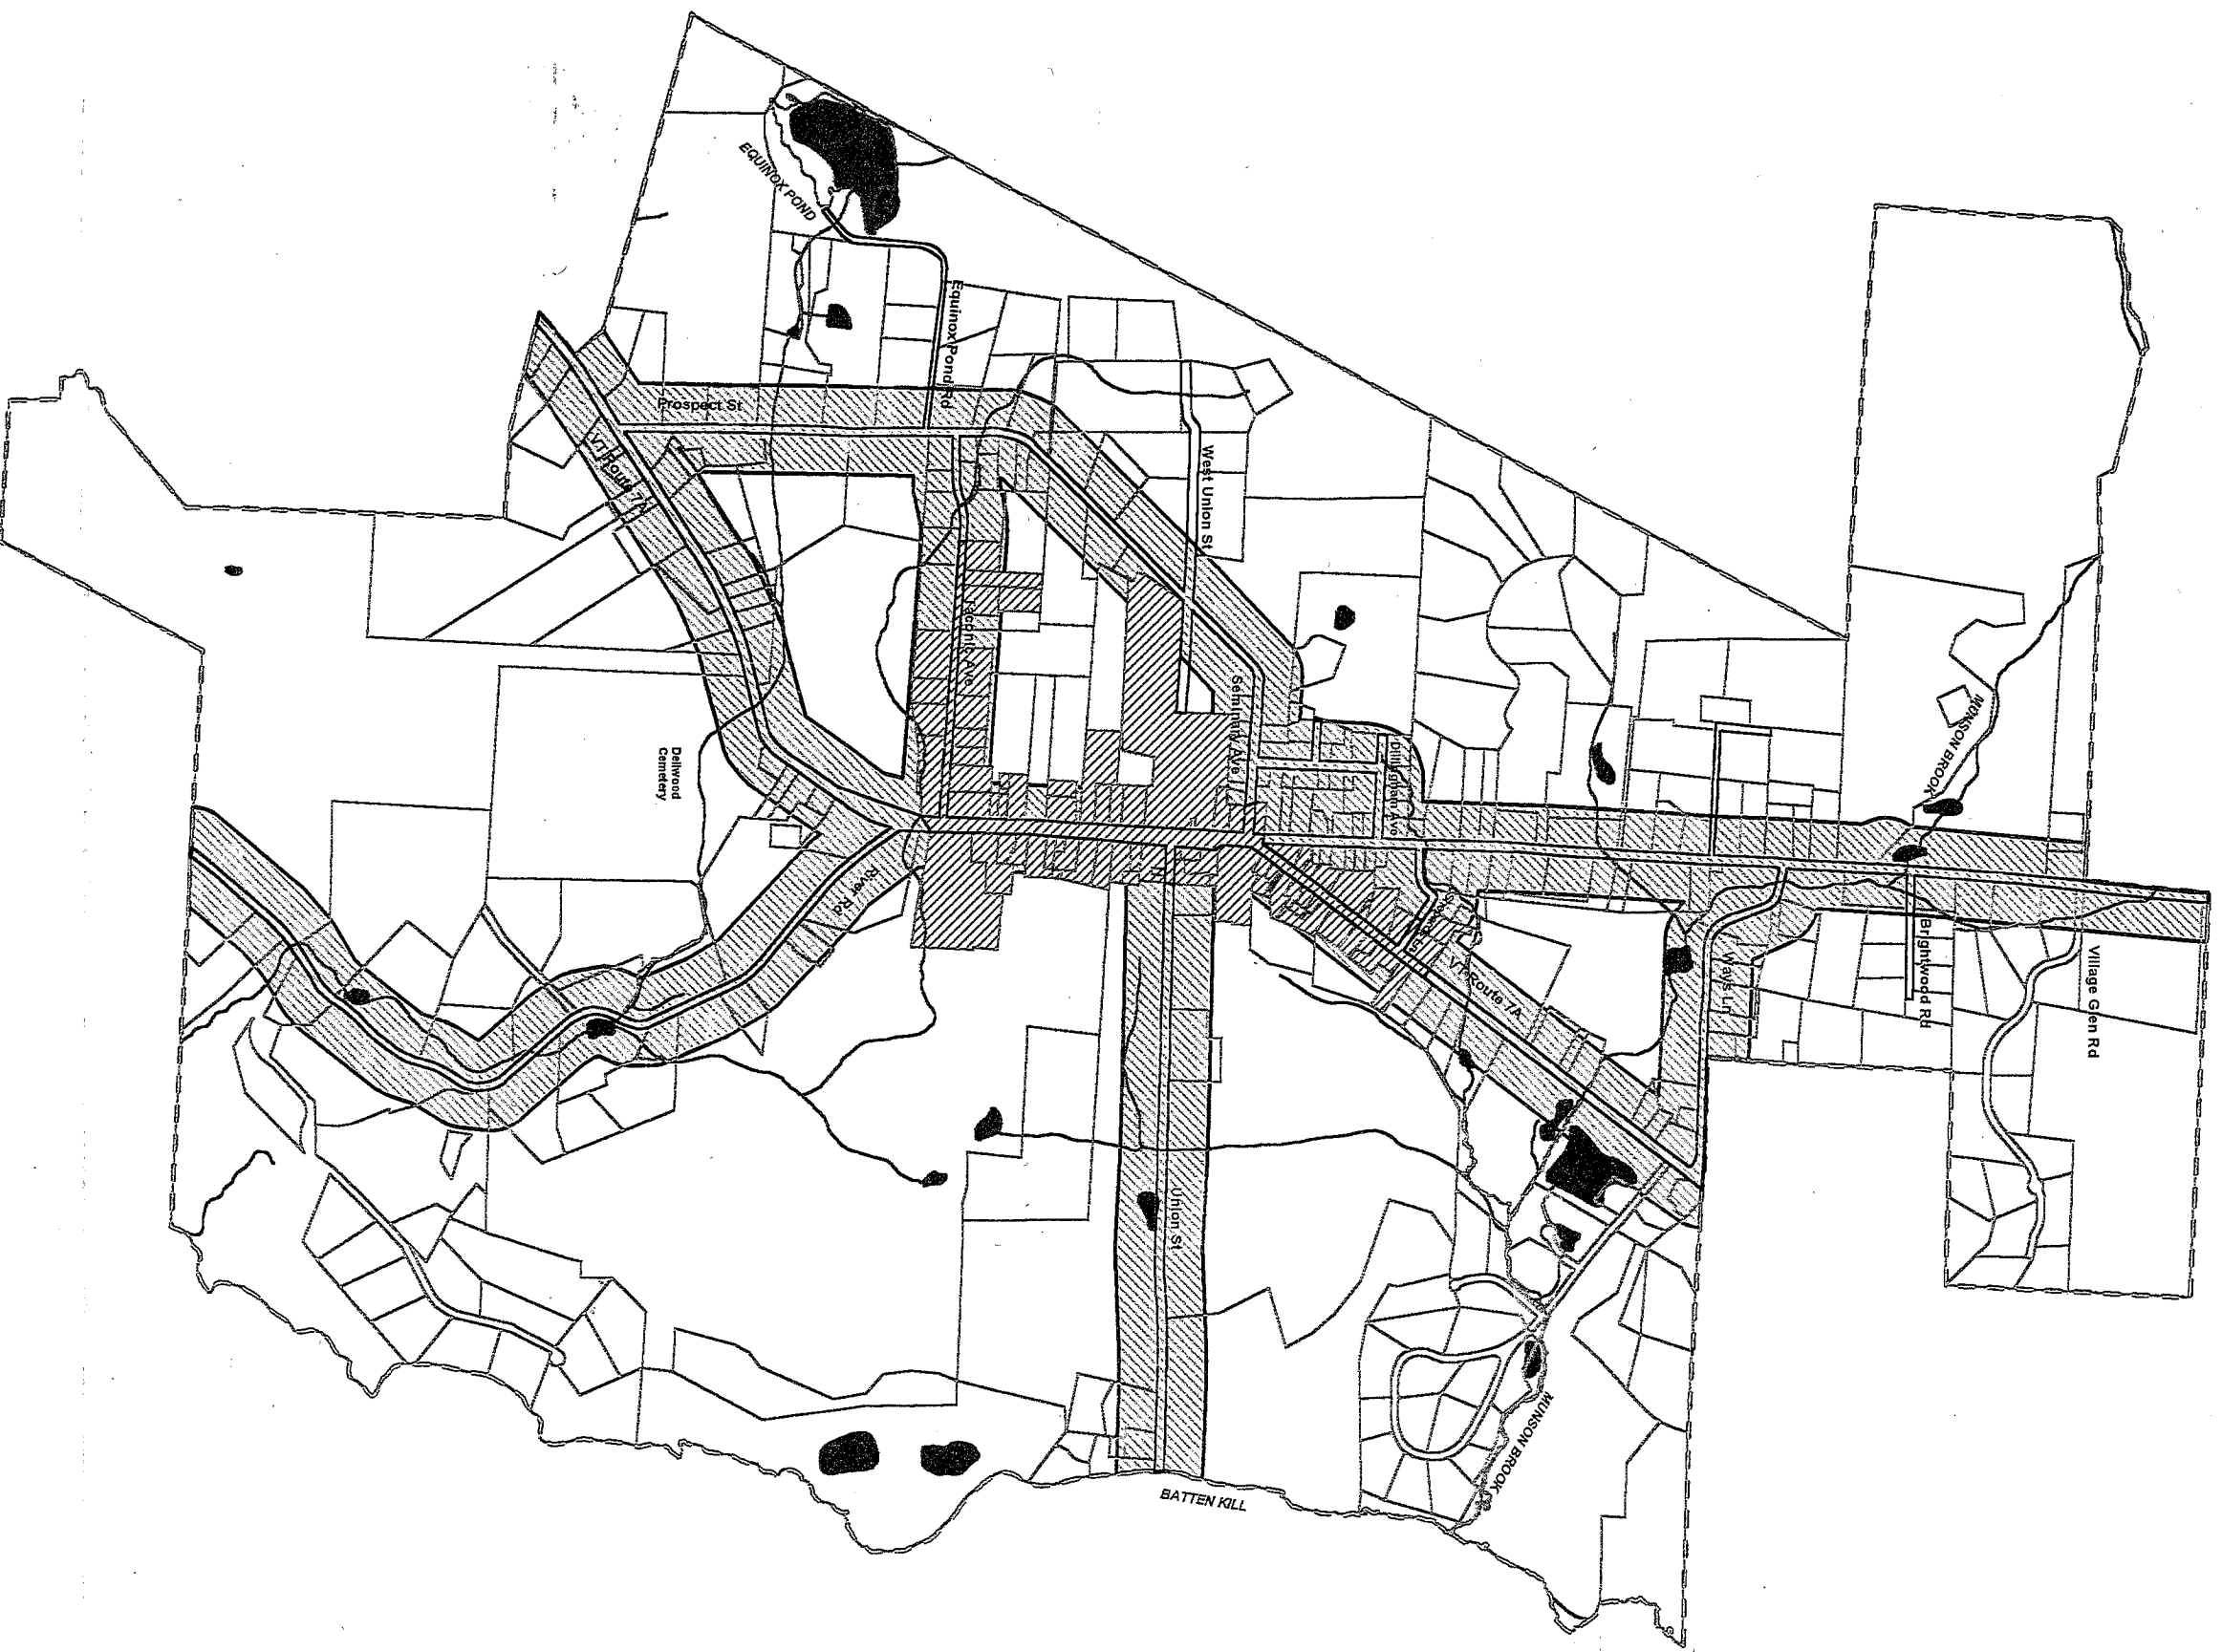 EQUINOX POND
Equinox Pond Rd
Prospect St
VT Route 7A
West Union St
Taconic Ave
Seminary Ave
Dillingham Ave
MUNSON BROOK
Dellwood
Cemetery
River Rd
VT Route 7A
Ways Ln
Brightwood Rd
Village Glen Rd
Union St
MUNSON BROOK
BATTEN KILL